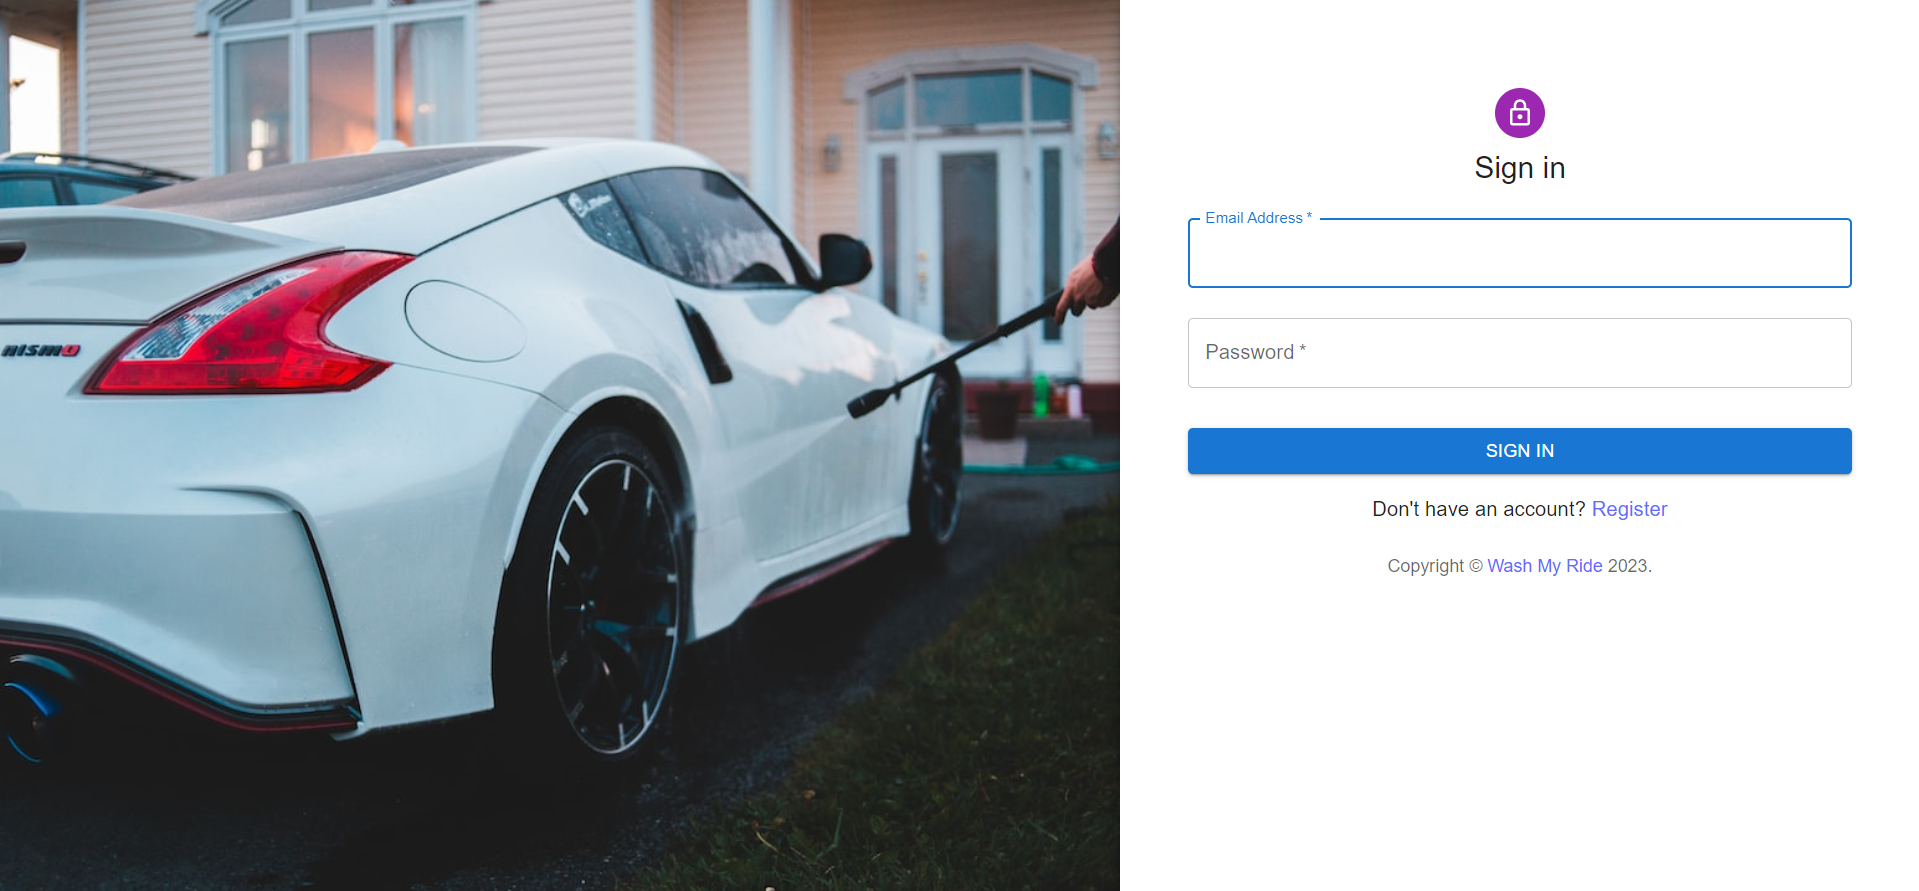 nismo
Sign in
Email Address *
Password *
SIGN IN
Don't have an account? Register
Copyright © Wash My Ride 2023.